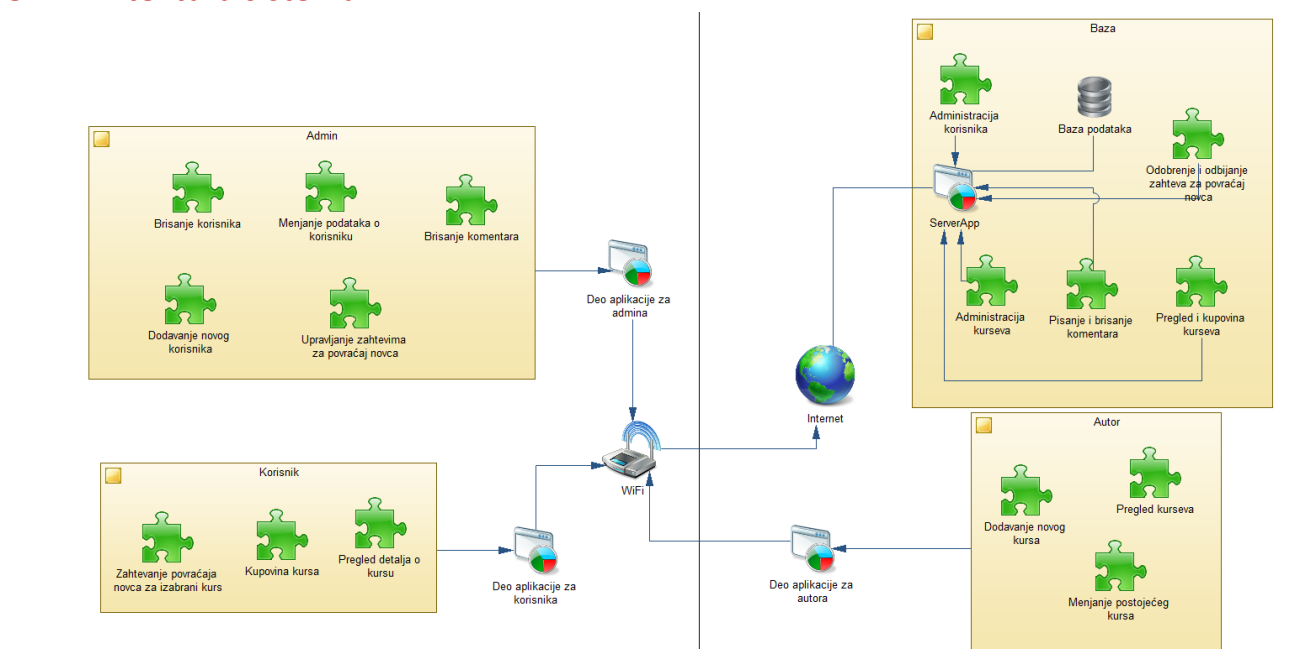 Baza
Administracija
korisnika
Baza podataka
Odobrenje i odbijanje
zahteva za povraćaj
novca
ServerApp
Administracija
kurseva
Pisanje i brisanje
komentara
Pregled i kupovina
kurseva
Admin
Brisanje korisnika
Menjanje podataka o
korisniku
Brisanje komentara
Dodavanje novog
korisnika
Upravljanje zahtevima
za povraćaj novca
Deo aplikacije za
admina
Internet
WiFi
Korisnik
Zahtevanje povraćaja
novca za izabrani kurs
Kupovina kursa
Pregled detalja o
kursu
Deo aplikacije za
korisnika
Deo aplikacije za
autora
Autor
Dodavanje novog
kursa
Pregled kurseva
Menjanje postojećeg
kursa